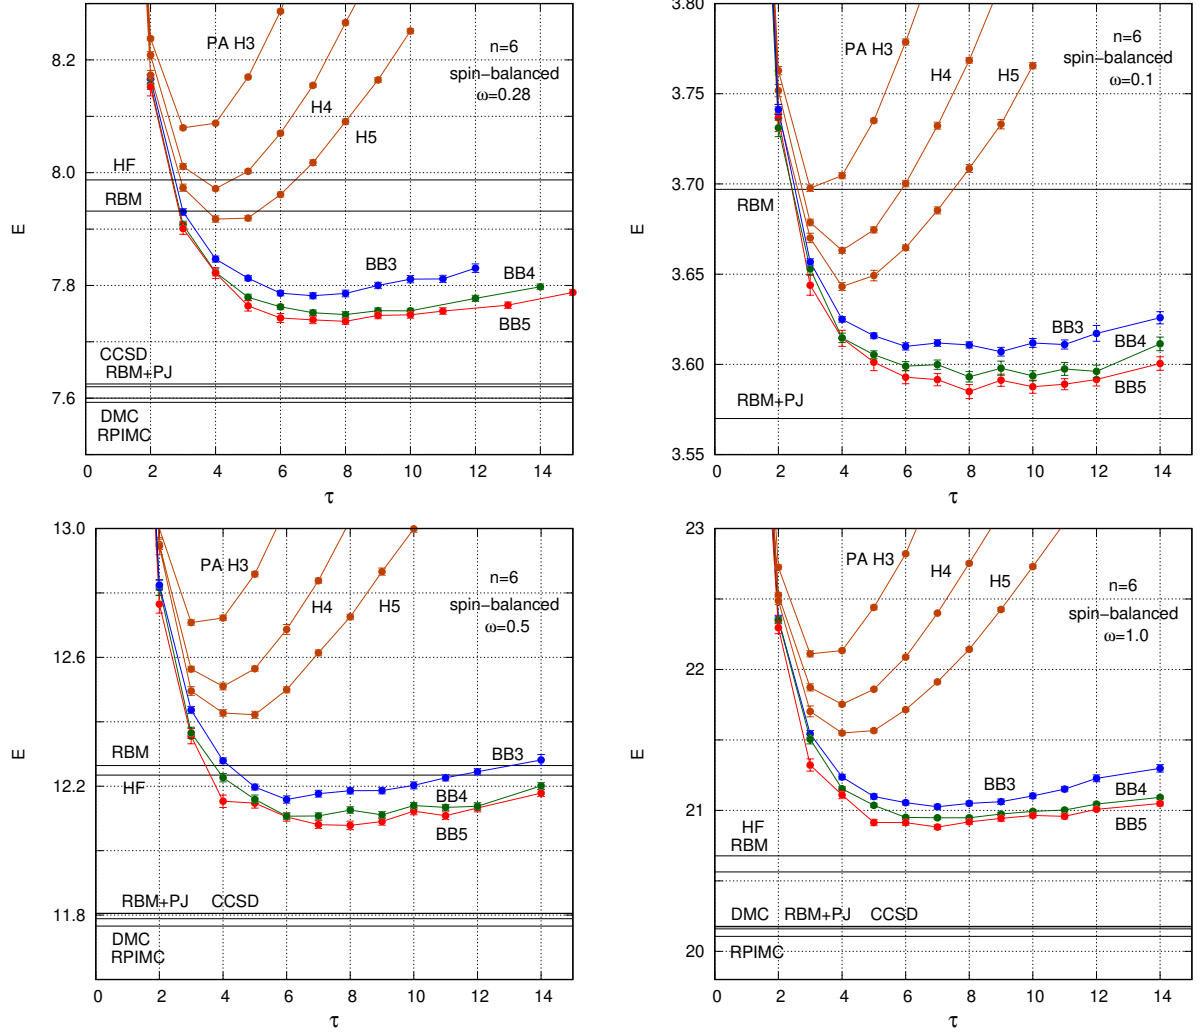 8.2
8.0
7.8
7.6
E
PA H3
H4
H5
n=6
spin−balanced
ω=0.28
HF
RBM
BB3
BB4
BB5
CCSD
RBM+PJ
DMC
RPIMC
0 2 4 6 8 10 12 14
τ
3.80
3.75
3.70
3.65
3.60
3.55
E
PA H3
H4
H5
n=6
spin−balanced
ω=0.1
RBM
BB3
BB4
BB5
RBM+PJ
0 2 4 6 8 10 12 14
τ
13.0
12.6
12.2
11.8
E
PA H3
H4
H5
n=6
spin−balanced
ω=0.5
RBM
HF
BB3
BB4
BB5
RBM+PJ CCSD
DMC
RPIMC
0 2 4 6 8 10 12 14
τ
23
22
21
20
E
PA H3
H4
H5
n=6
spin−balanced
ω=1.0
BB3
BB4
BB5
HF
RBM
DMC RBM+PJ CCSD
RPIMC
0 2 4 6 8 10 12 14
τ